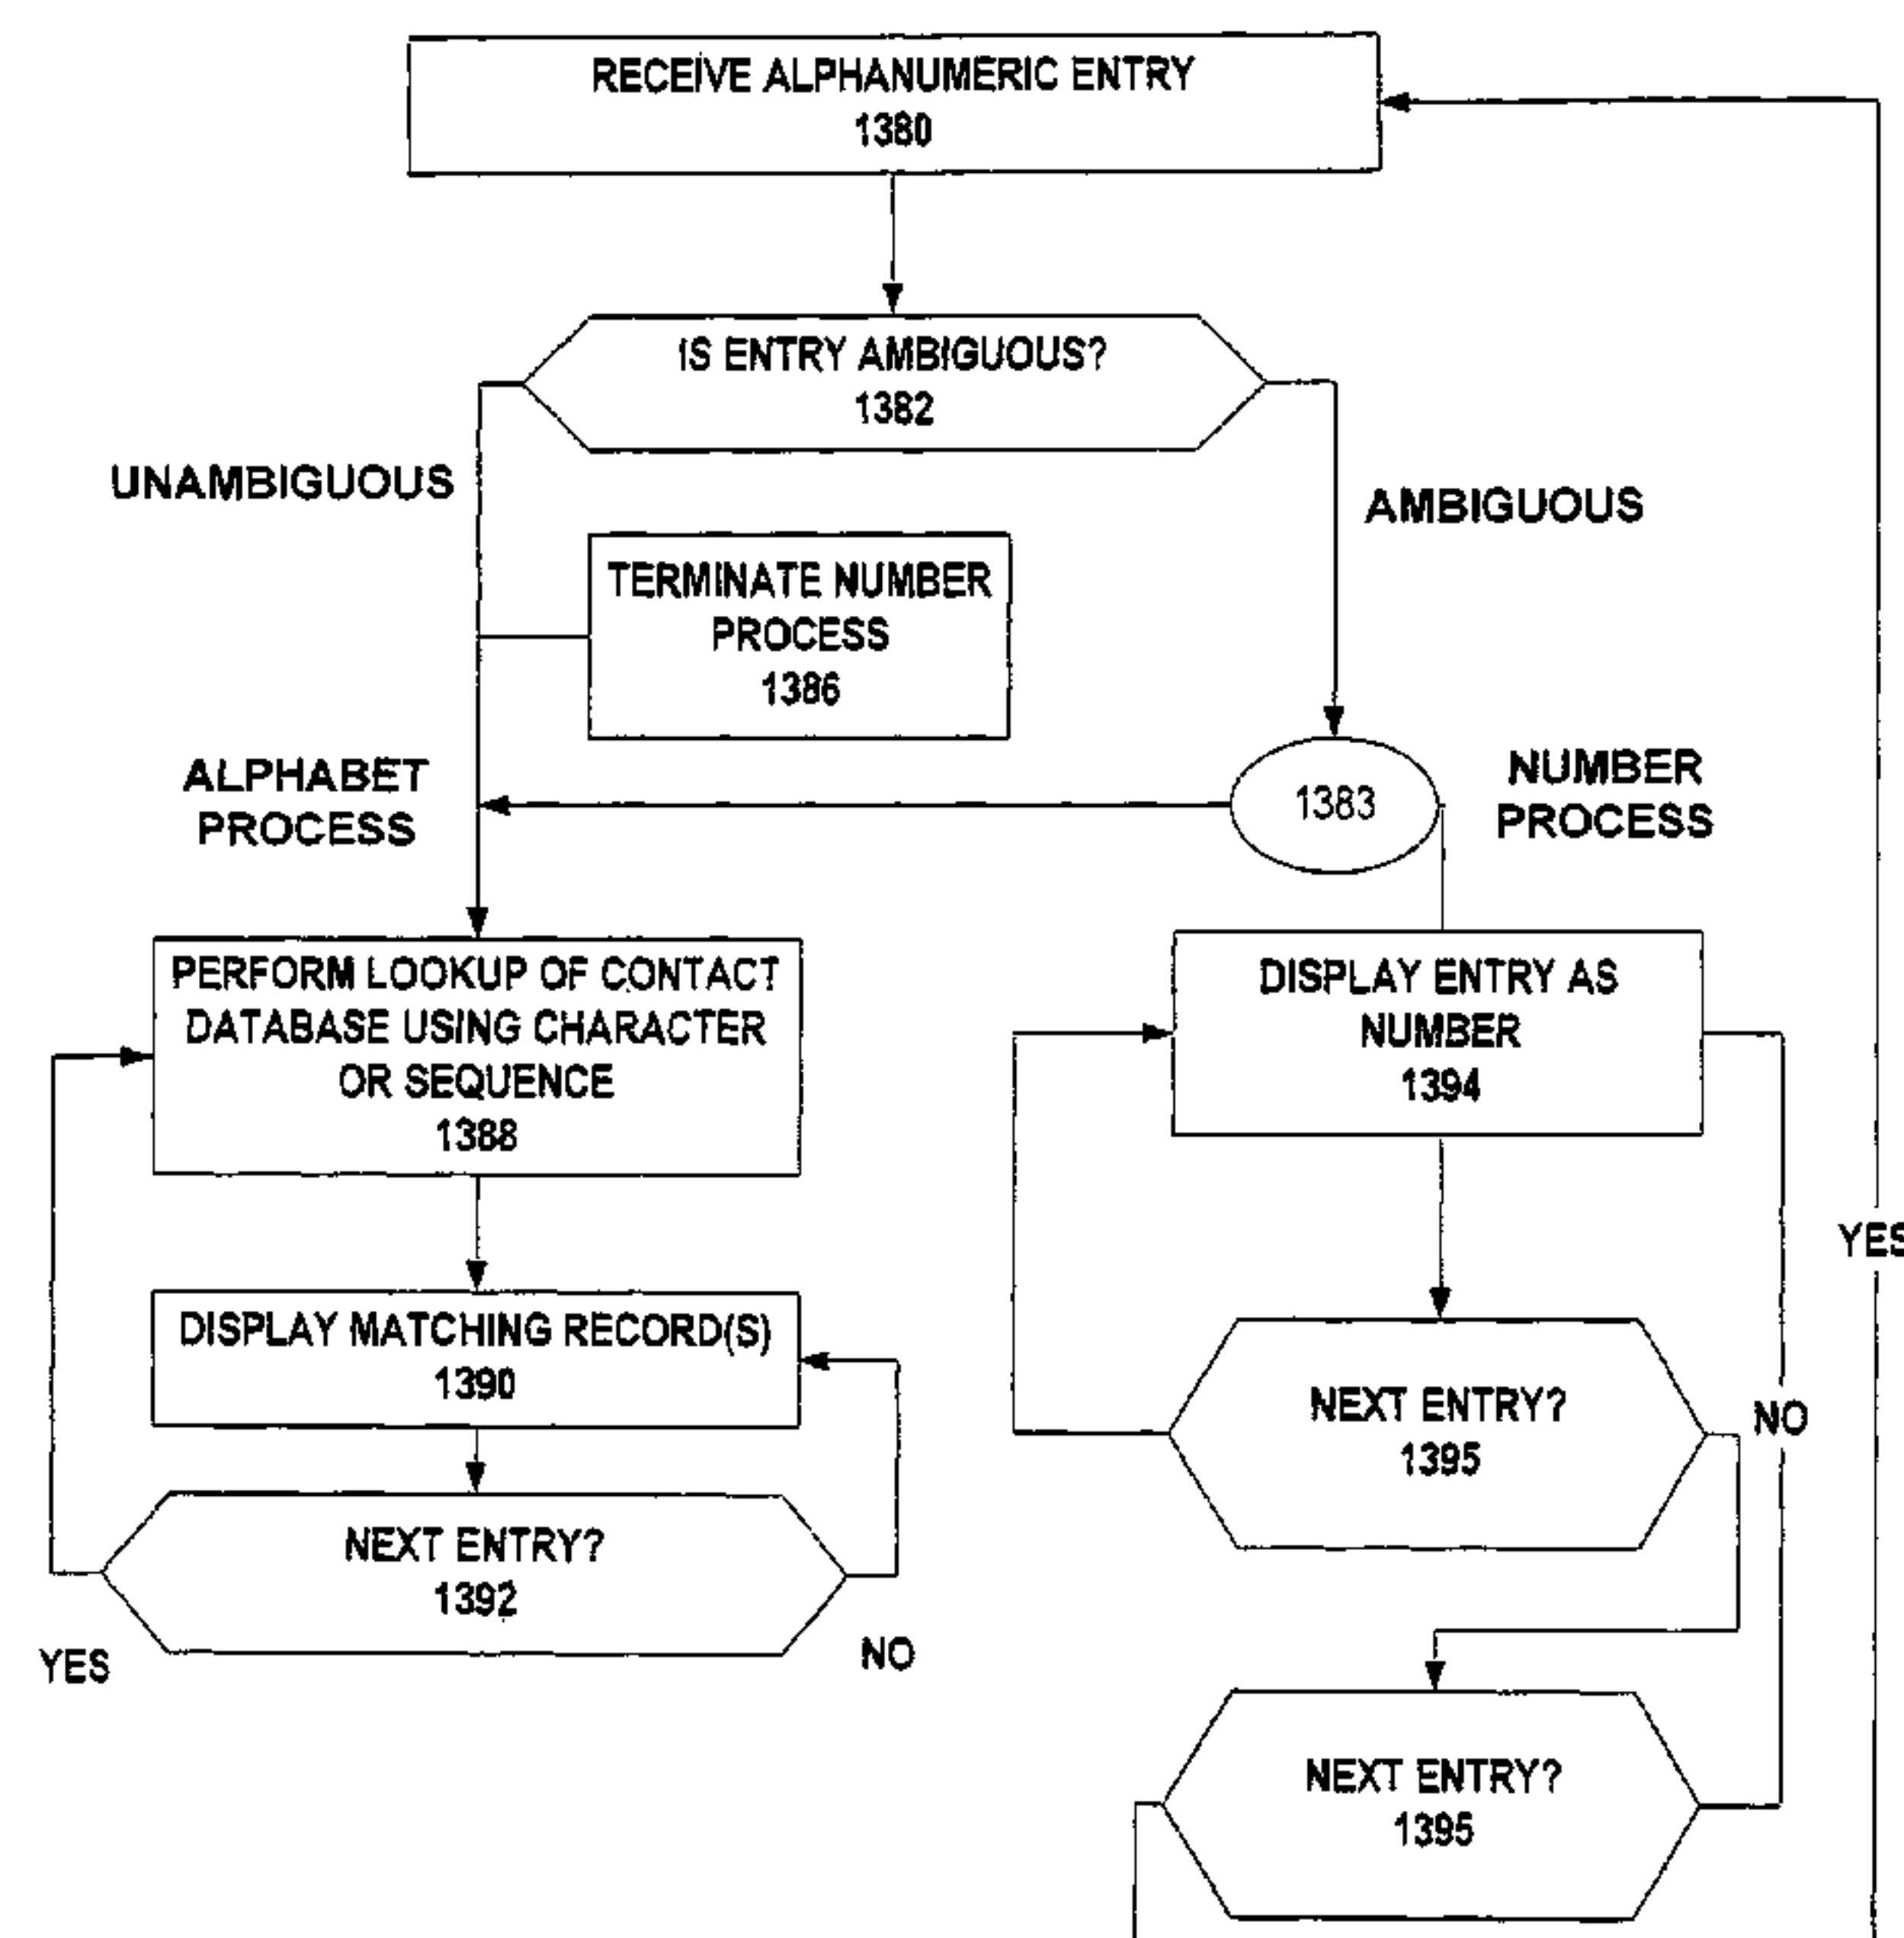 RECEIVE ALPHANUMERIC ENTRY
1380
IS ENTRY AMBIGUOUS?
1382
UNAMBIGUOUS
AMBIGUOUS
TERMINATE NUMBER
PROCESS
1386
ALPHABET
PROCESS
1383
NUMBER
PROCESS
PERFORM LOOKUP OF CONTACT
DATABASE USING CHARACTER
OR SEQUENCE
1388
DISPLAY ENTRY AS
NUMBER
1394
YES
DISPLAY MATCHING RECORD(S)
1390
NEXT ENTRY?
1395
NO
NEXT ENTRY?
1392
YES
NO
NEXT ENTRY?
1395